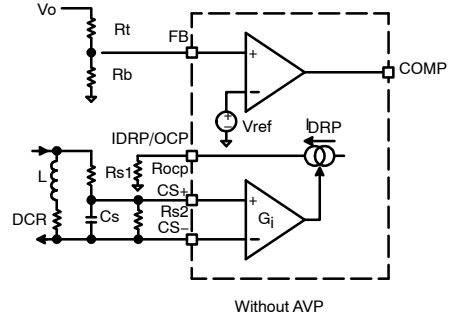 Vo
Rt
FB
Rb
+
−
COMP
+
−
Vref
IDRP
IDRP/OCP
Rocp
L
Rs1
CS+
Cs
Rs2
+
Gi
DCR
CS−
−
Without AVP